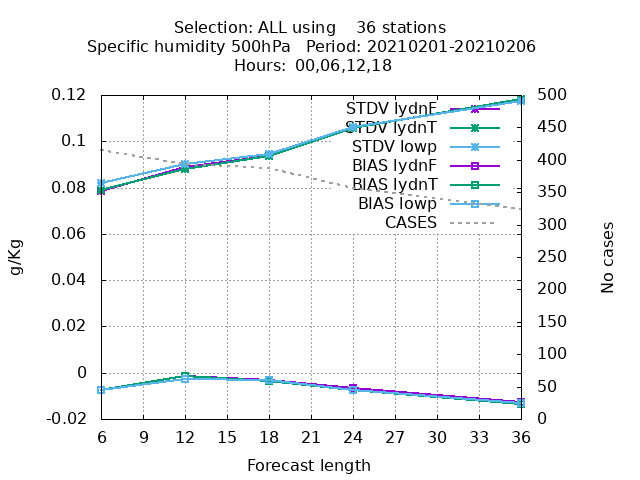 Selection: ALL using 36 stations
Specific humidity 500hPa Period: 20210201-20210206
Hours: 00,06,12,18
0.12
0.1
0.08
0.06
0.04
0.02
0
-0.02
g/Kg
STDV lydnF
STDV lydnT
STDV lowp
BIAS lydnF
BIAS lydnT
BIAS lowp
CASES
500
450
400
350
300
250
200
150
100
50
0
No cases
6 9 12 15 18 21 24 27 30 33 36
Forecast length